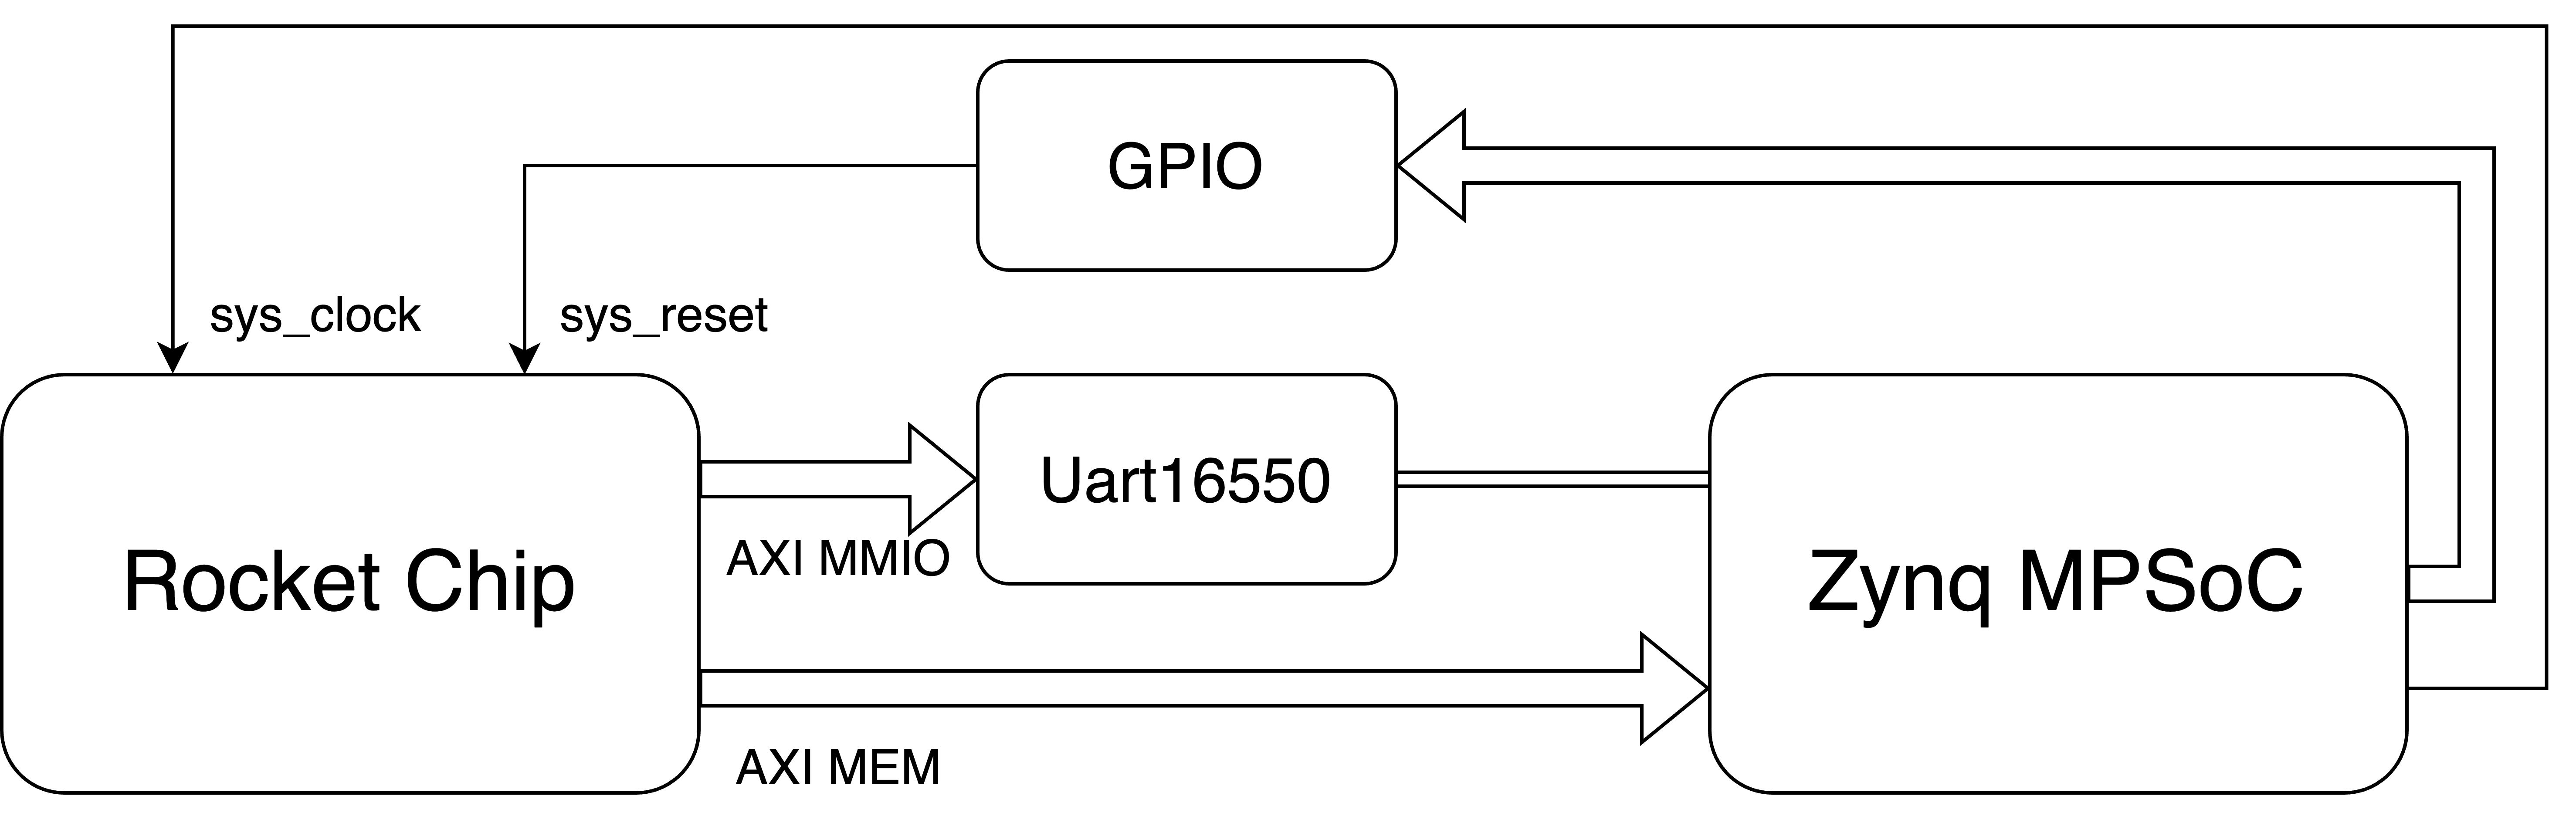 GPIO
sys_clock
sys_reset
Uart16550
AXI MMIO
Rocket Chip
Zynq MPSoC
AXI MEM